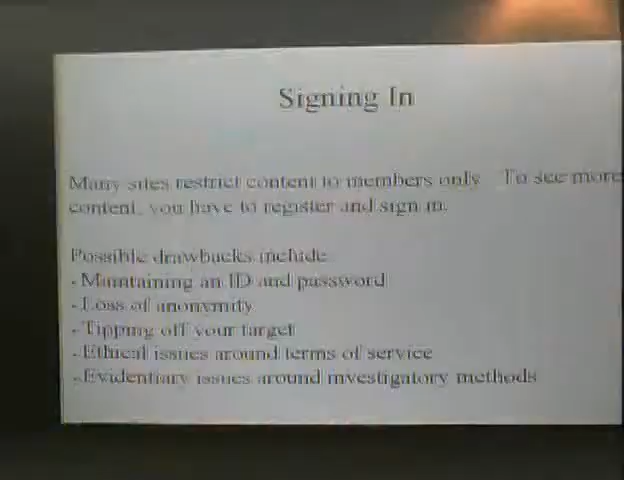 Signing In
Many sites restrict content to members only. To see more
content, you have to register and sign in.
Possible drawbacks include
- Maintaining an ID and password
- Loss of anonymity
- Tipping off your target
- Ethical issues around terms of service
- Evidentiary issues around investigatory methods